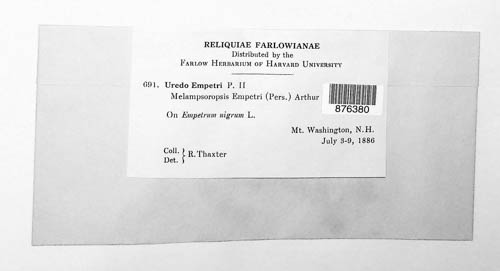 RELIQUIAE FARLOWIANAE
Distributed by the
FARLOW HERBARIUM OF HARVARD UNIVERSITY
691. Uredo Empetri P. II
Melampsoropsis Empetri (Pers.) Arthur
876380
On Empetrum nigrum L.
Mt. Washington, N.H.
July 3-9, 1886
Coll. } R. Thaxter
Det. }